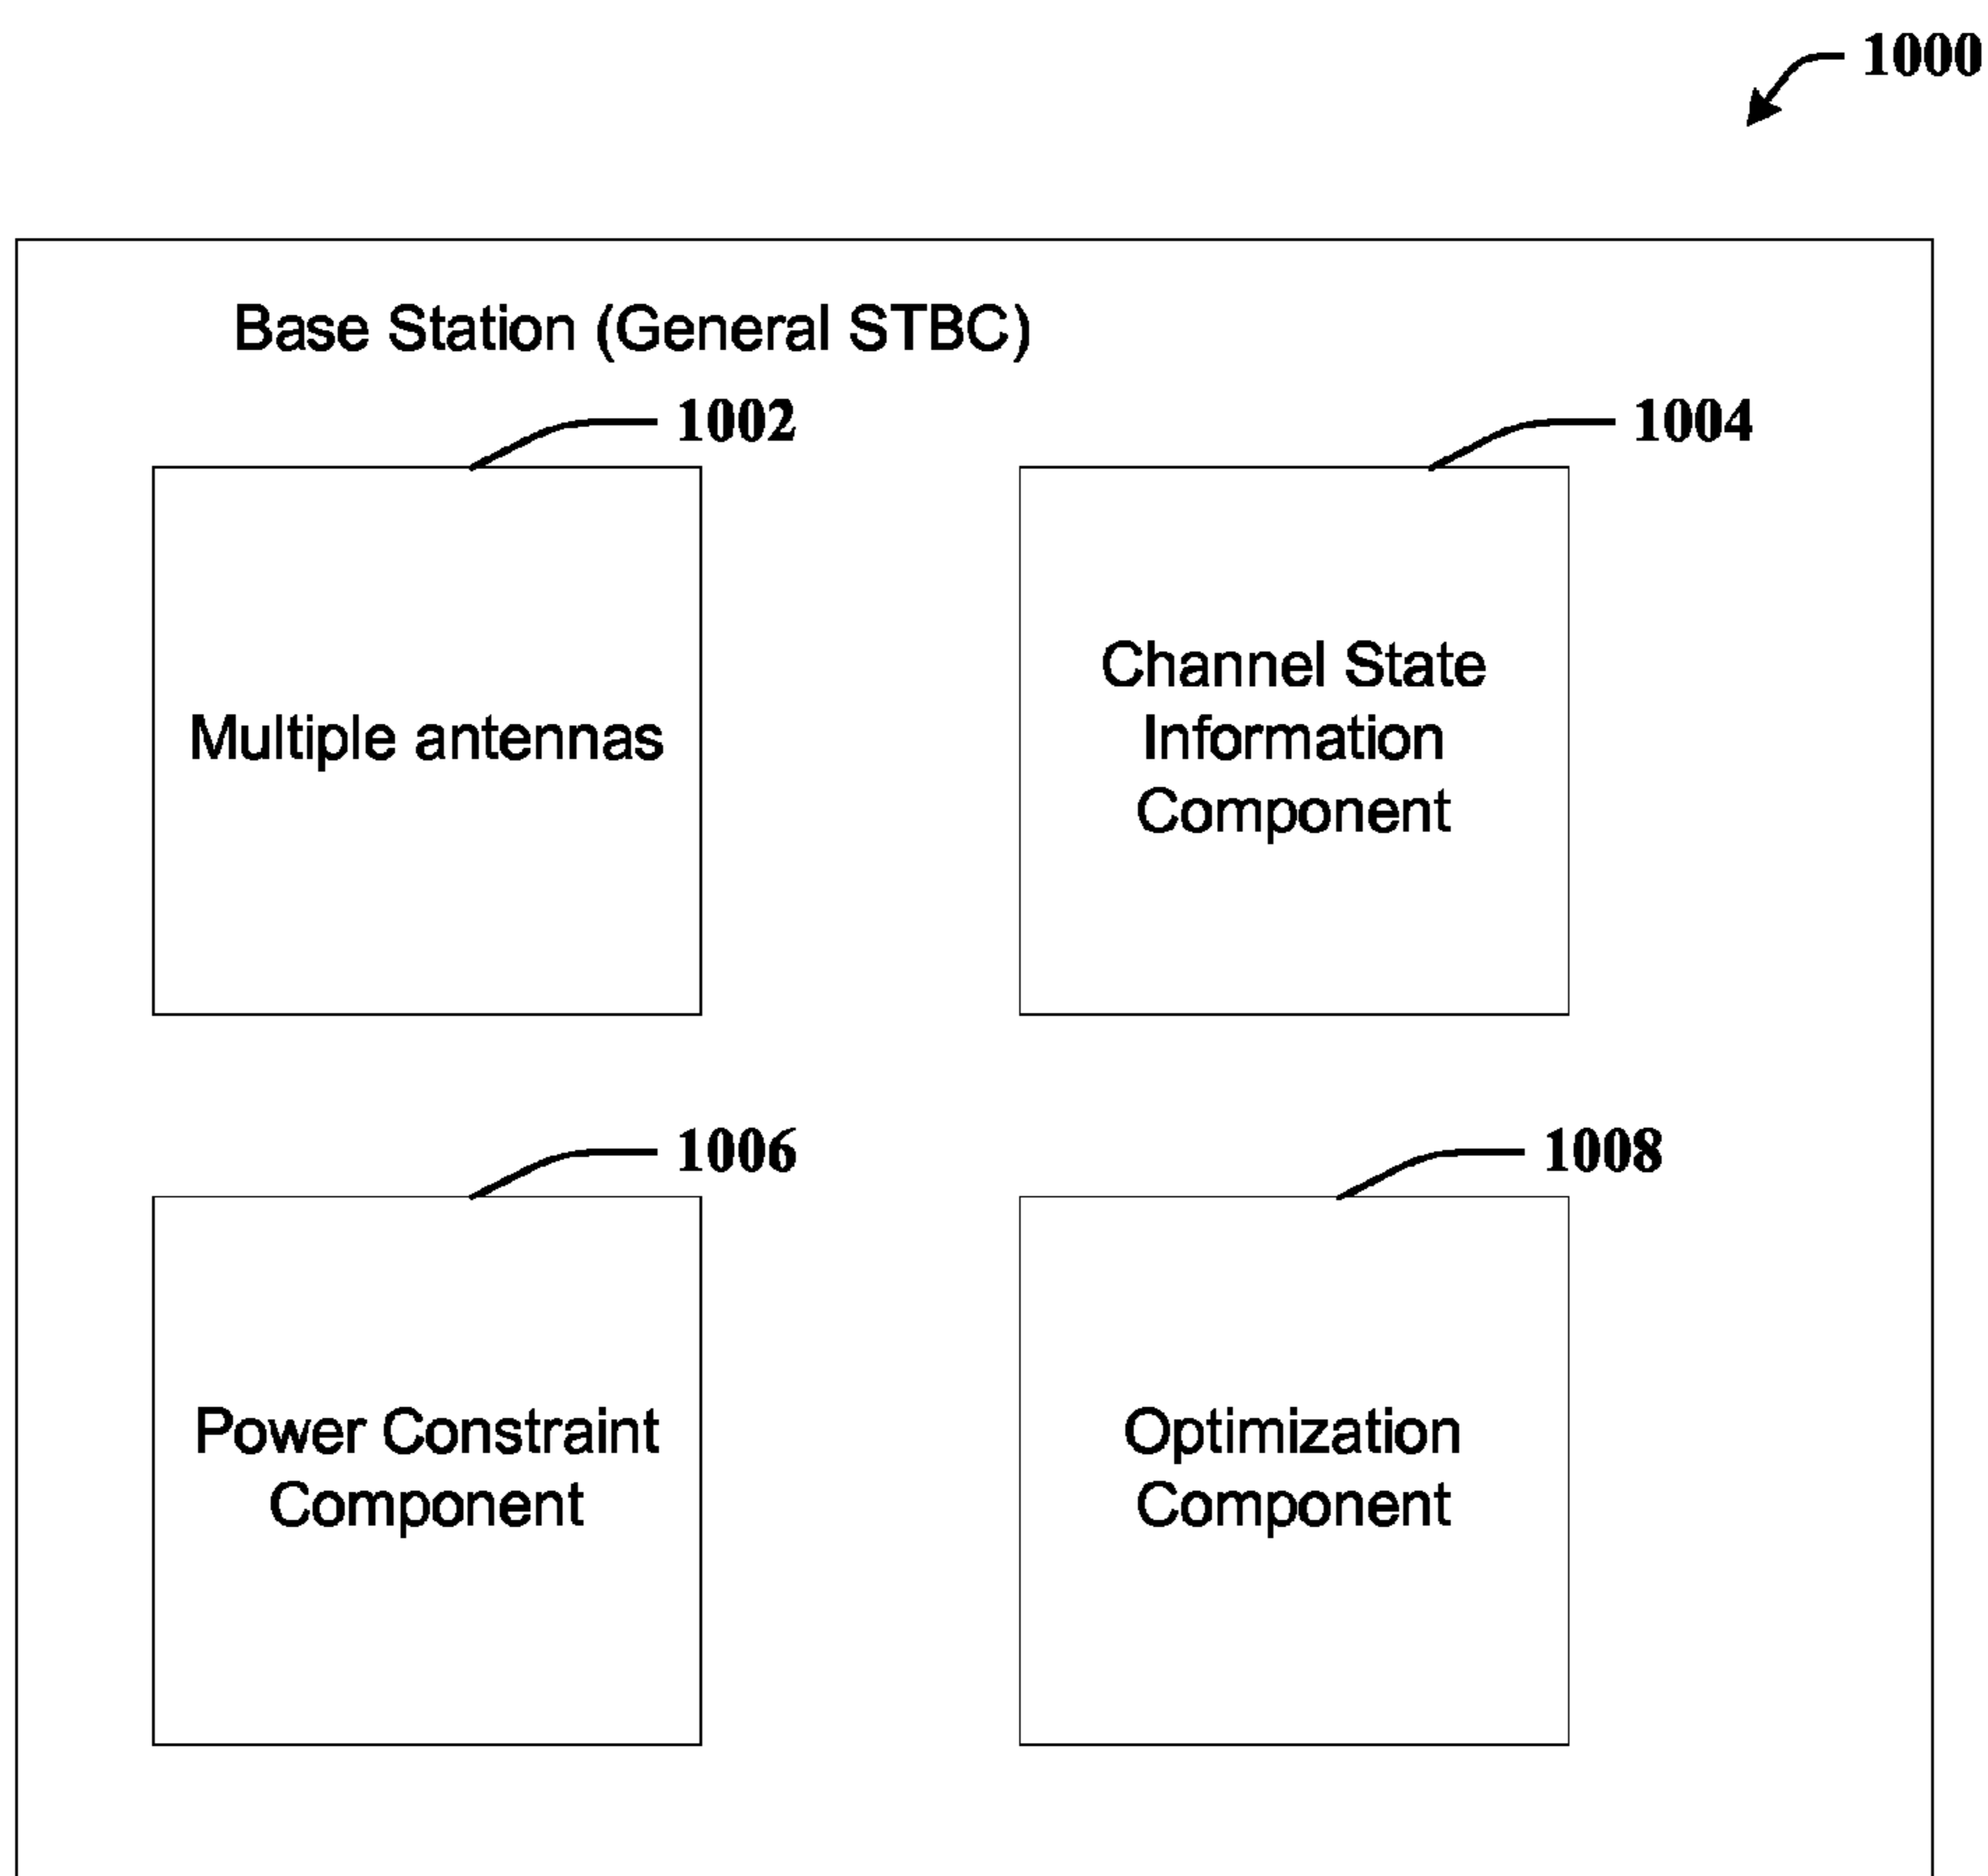 1000
Base Station (General STBC)
1002
1004
Multiple antennas
Channel State
Information
Component
1006
1008
Power Constraint
Component
Optimization
Component